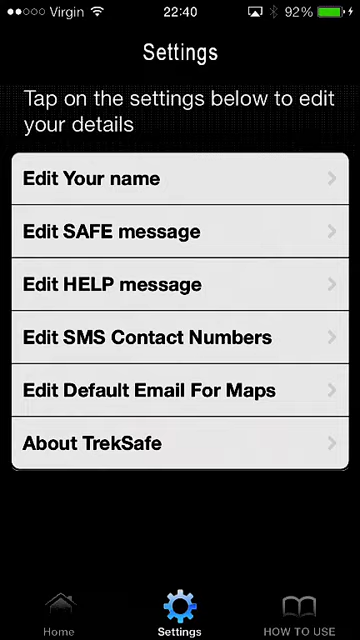 Virgin 22:40 92%
Settings
Tap on the settings below to edit
your details
Edit Your name
Edit SAFE message
Edit HELP message
Edit SMS Contact Numbers
Edit Default Email For Maps
About TrekSafe
Home Settings HOW TO USE